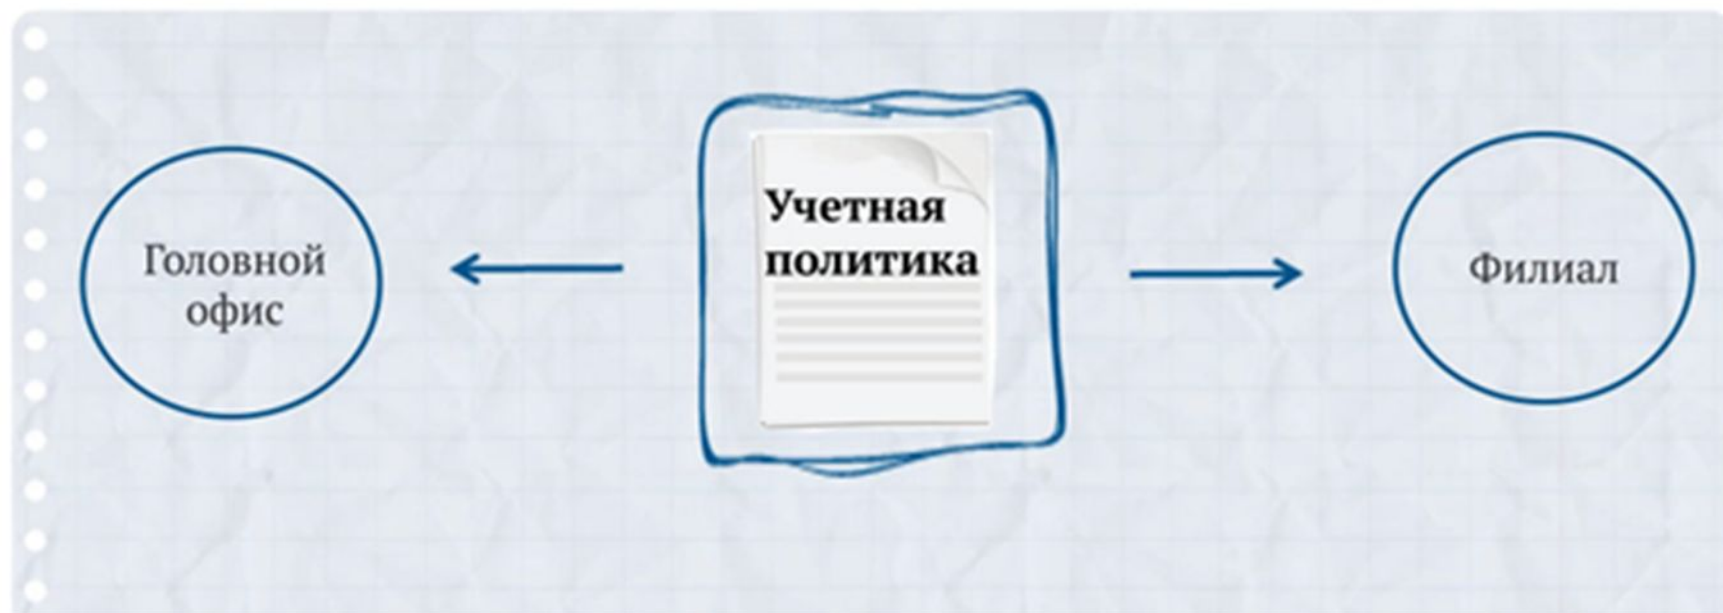 Головной
офис
Учетная
политика
Филиал